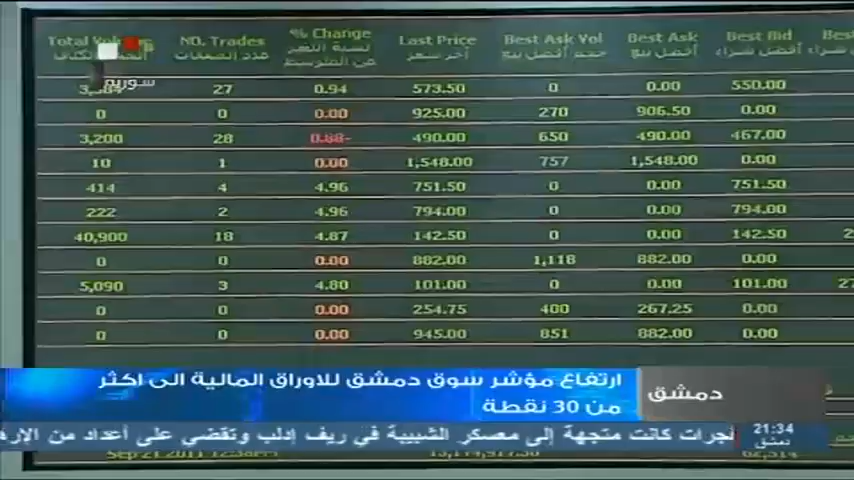 NO. Trades % Change Last Price Best Ask Vol Best Ask Best Bid Best
عدد الصفقات نسبة التغير آخر سعر حجم أفضل بيع أفضل بيع أفضل شراء
عن المتوسط
سورية
27 0.94 573.50 0 0.00 550.00
0 0 0.00 925.00 270 906.50 0.00
3,200 28 0.68- 490.00 650 490.00 467.00
10 1 0.00 1,548.00 757 1,548.00 0.00
414 4 4.96 751.50 0 0.00 751.50
222 2 4.96 794.00 0 0.00 794.00
40,900 18 4.87 142.50 0 0.00 142.50
0 0 0.00 882.00 1,118 882.00 0.00
5,090 3 4.80 101.00 0 0.00 101.00
0 0 0.00 254.75 400 267.25 0.00
0 0 0.00 945.00 851 882.00 0.00
دمشق
ارتفاع مؤشر سوق دمشق للاوراق المالية الى اكثر
من 30 نقطة
21:34
دمشق
كانت متجهة إلى معسكر الشبيبة في ريف إدلب وتقضي على أعداد من